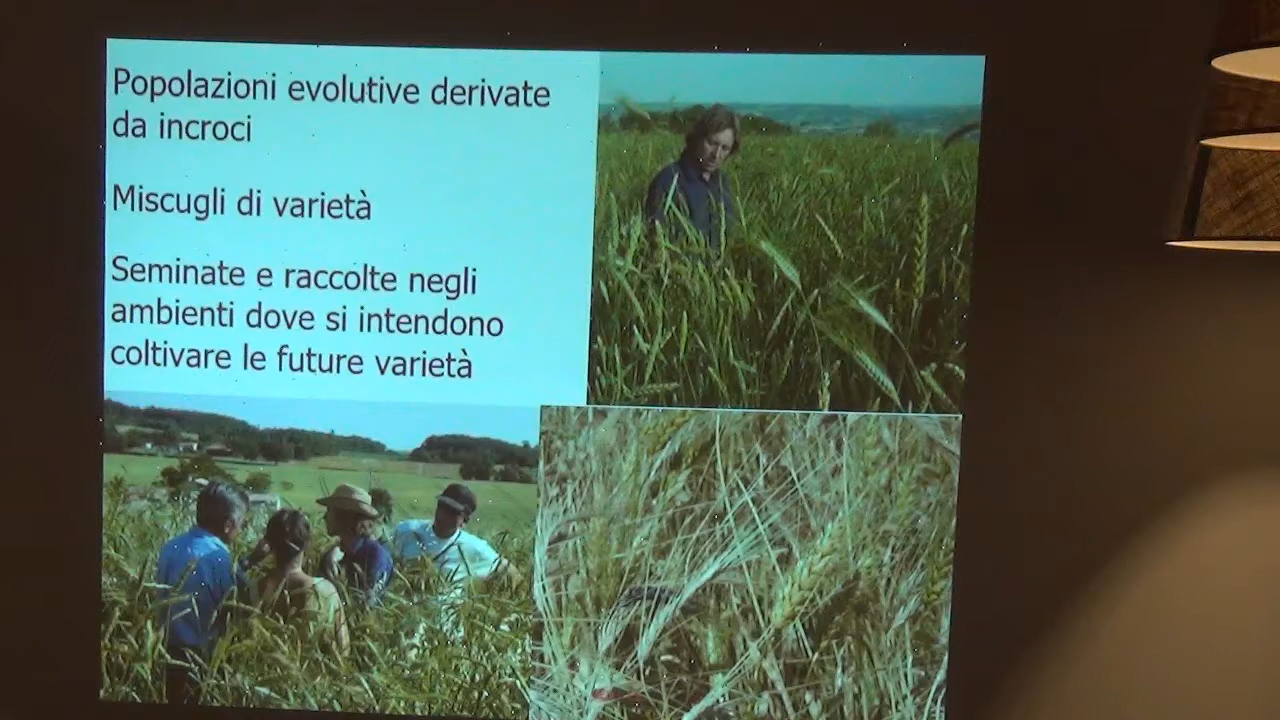 Popolazioni evolutive derivate
da incroci
Miscugli di varietà
Seminate e raccolte negli
ambienti dove si intendono
coltivare le future varietà